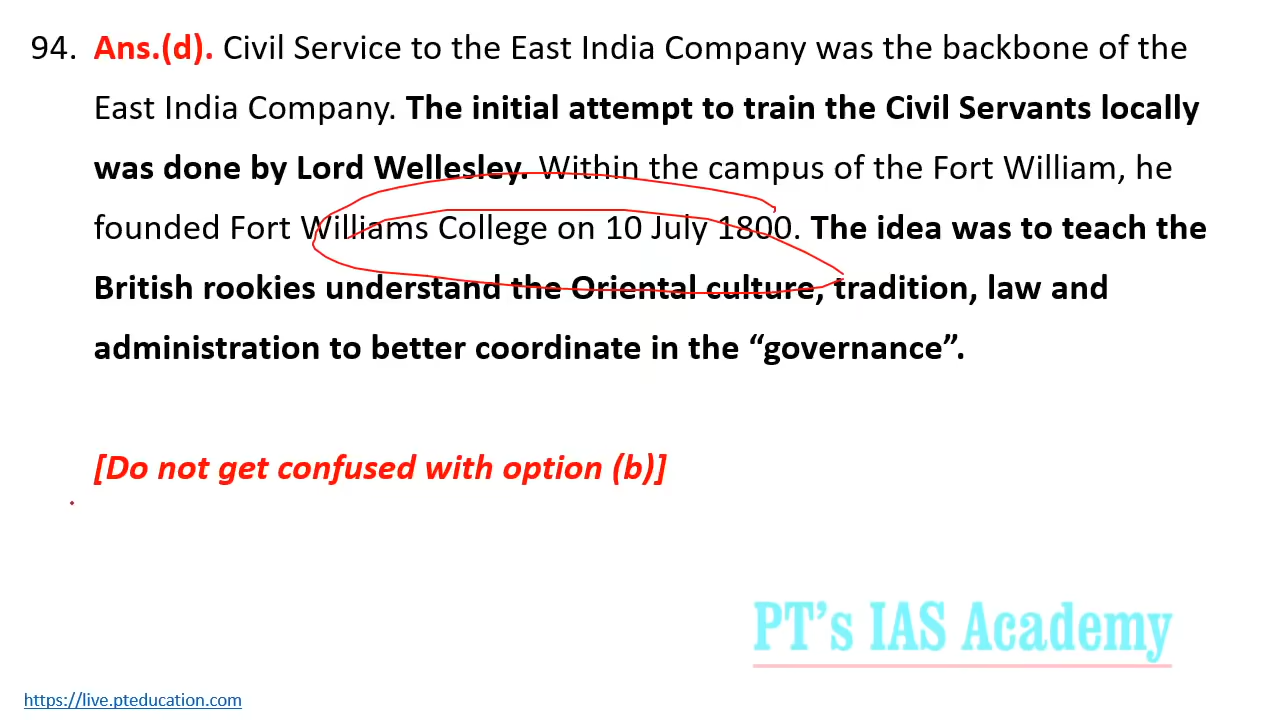 94. Ans.(d). Civil Service to the East India Company was the backbone of the
East India Company. The initial attempt to train the Civil Servants locally
was done by Lord Wellesley. Within the campus of the Fort William, he
founded Fort Williams College on 10 July 1800. The idea was to teach the
British rookies understand the Oriental culture, tradition, law and
administration to better coordinate in the “governance”.
[Do not get confused with option (b)]
PT’s IAS Academy
https://live.pteducation.com